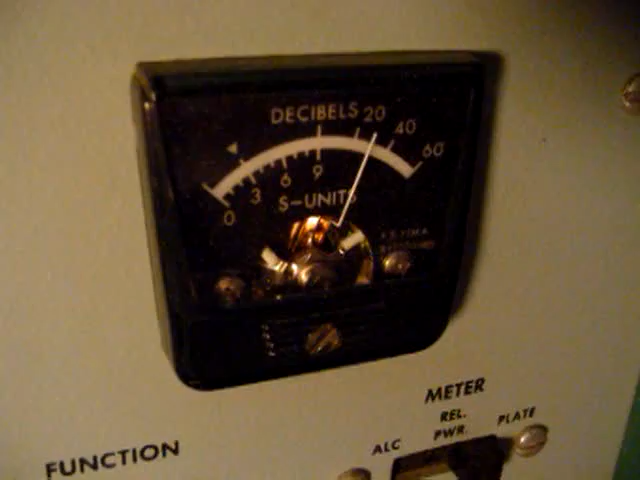 DECIBELS 20 40 60
0 3 6 9
S-UNITS
METER
REL.
ALC PWR. PLATE
FUNCTION